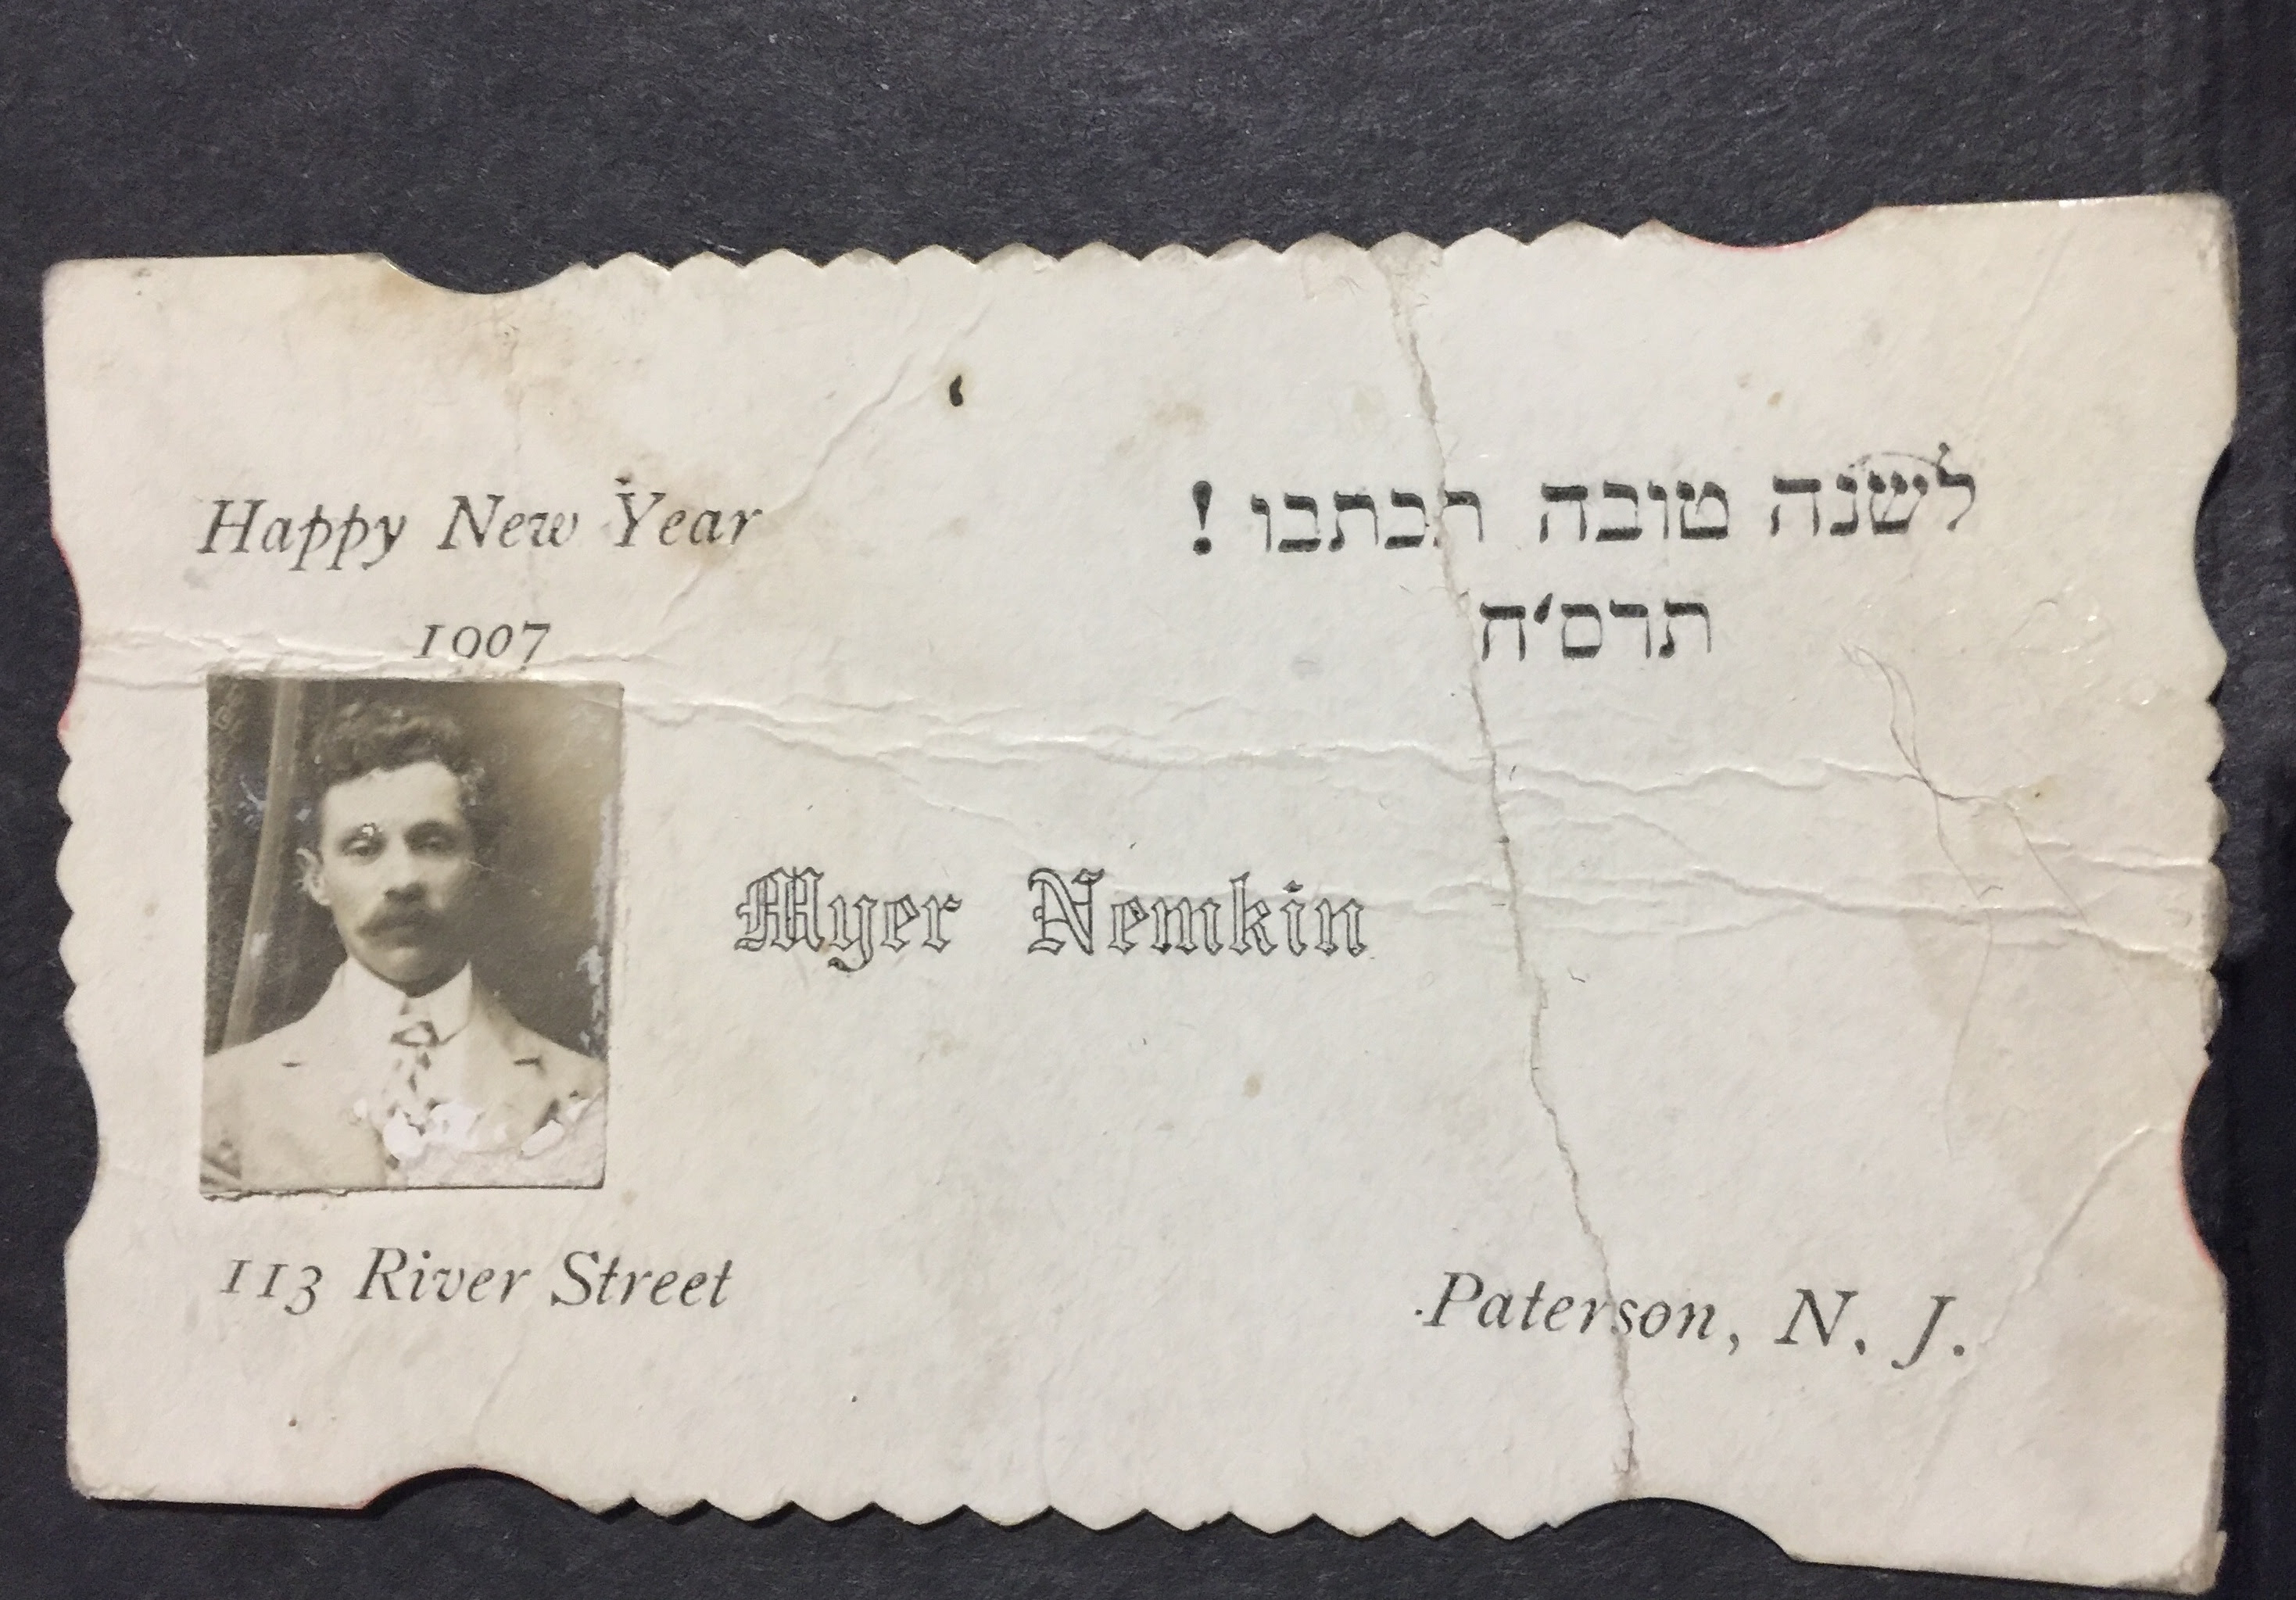 Happy New Year
1907
לשנה טובה תכתבו !
תרס'ח
Myer Nemkin
113 River Street
Paterson, N. J.